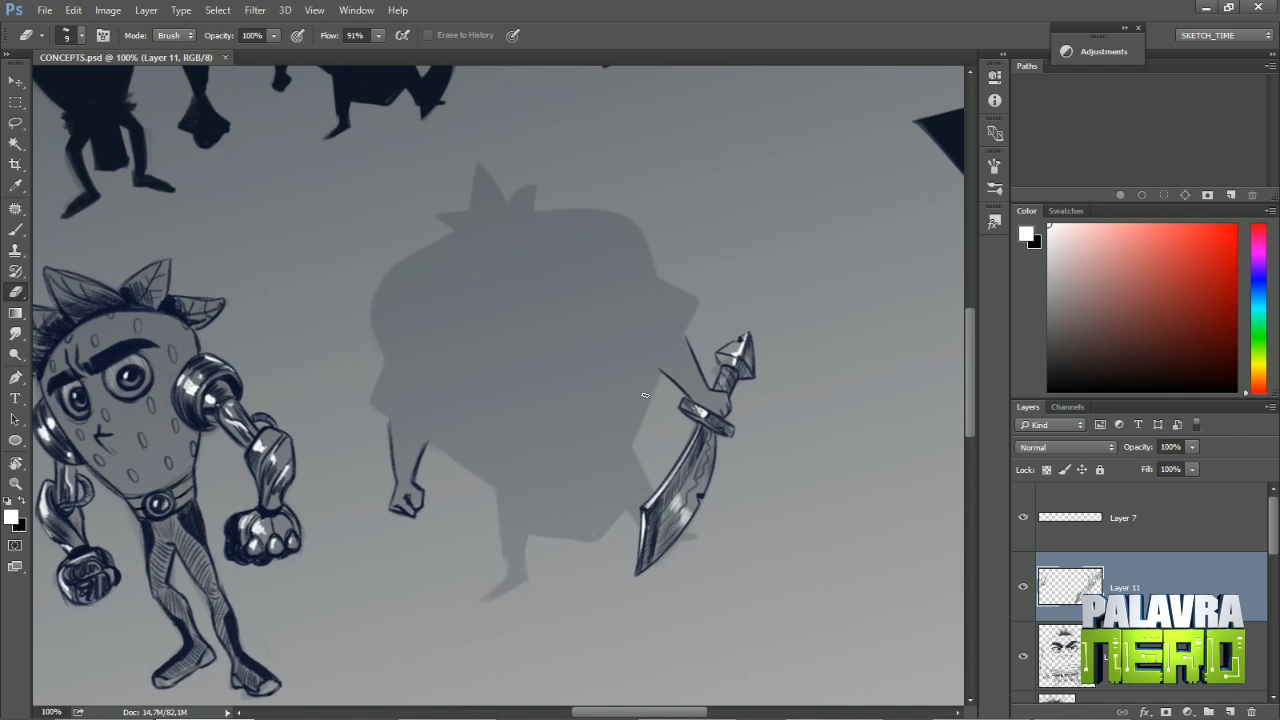 Ps File Edit Image Layer Type Select Filter 3D View Window Help
9 Mode: Brush Opacity: 100% Flow: 91% Erase to History SKETCH_TIME
CONCEPTS.psd @ 100% (Layer 11, RGB/8) ×
Adjustments
Paths
Color Swatches
Layers Channels
Kind
Normal Opacity: 100%
Lock: Fill: 100%
Layer 7
Layer 11
PALAVRA
NERD
100% Doc: 14,7M/82,1M